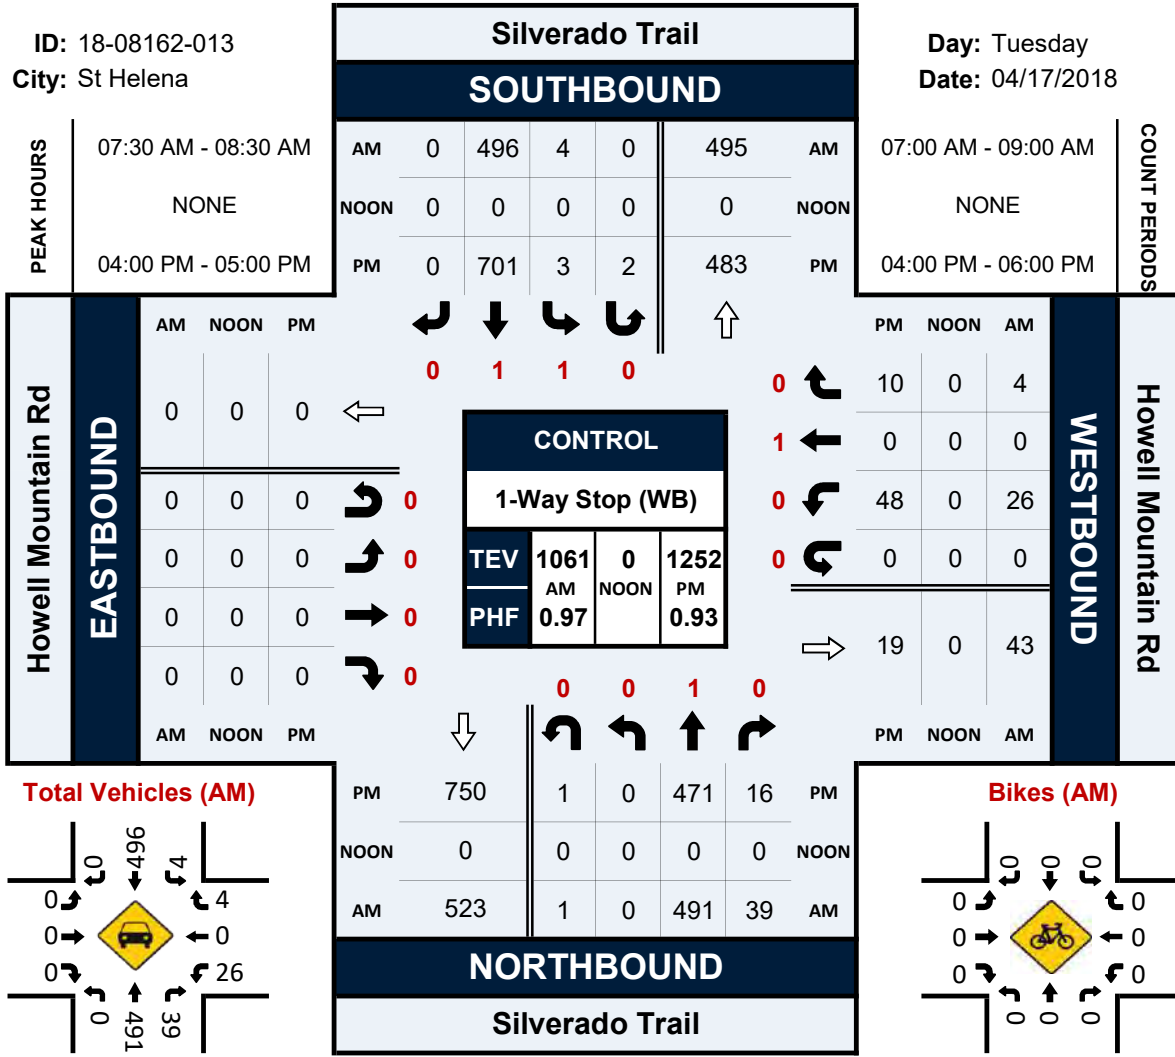 ID: 18-08162-013
City: St Helena
Silverado Trail
SOUTHBOUND
Day: Tuesday
Date: 04/17/2018
PEAK HOURS
07:30 AM - 08:30 AM
NONE
04:00 PM - 05:00 PM
AM 0 496 4 0 495 AM
NOON 0 0 0 0 0 NOON
PM 0 701 3 2 483 PM
07:00 AM - 09:00 AM
NONE
04:00 PM - 06:00 PM
COUNT PERIODS
0 1 1 0
Howell Mountain Rd
EASTBOUND
AM NOON PM
0 0 0
0 0 0 0
0 0 0 0
0 0 0 0
0 0 0 0
AM NOON PM
CONTROL
1-Way Stop (WB)
TEV 1061 0 1252
AM NOON PM
PHF 0.97 0.93
PM NOON AM
0 10 0 4
1 0 0 0
0 48 0 26
0 0 0 0
19 0 43
PM NOON AM
WESTBOUND
Howell Mountain Rd
0 0 1 0
PM 750 1 0 471 16 PM
NOON 0 0 0 0 0 NOON
AM 523 1 0 491 39 AM
NORTHBOUND
Silverado Trail
Total Vehicles (AM)
0 496 4
0 4
0 0
0 26
0 491 39
Bikes (AM)
0 0 0
0 0
0 0
0 0
0 0 0